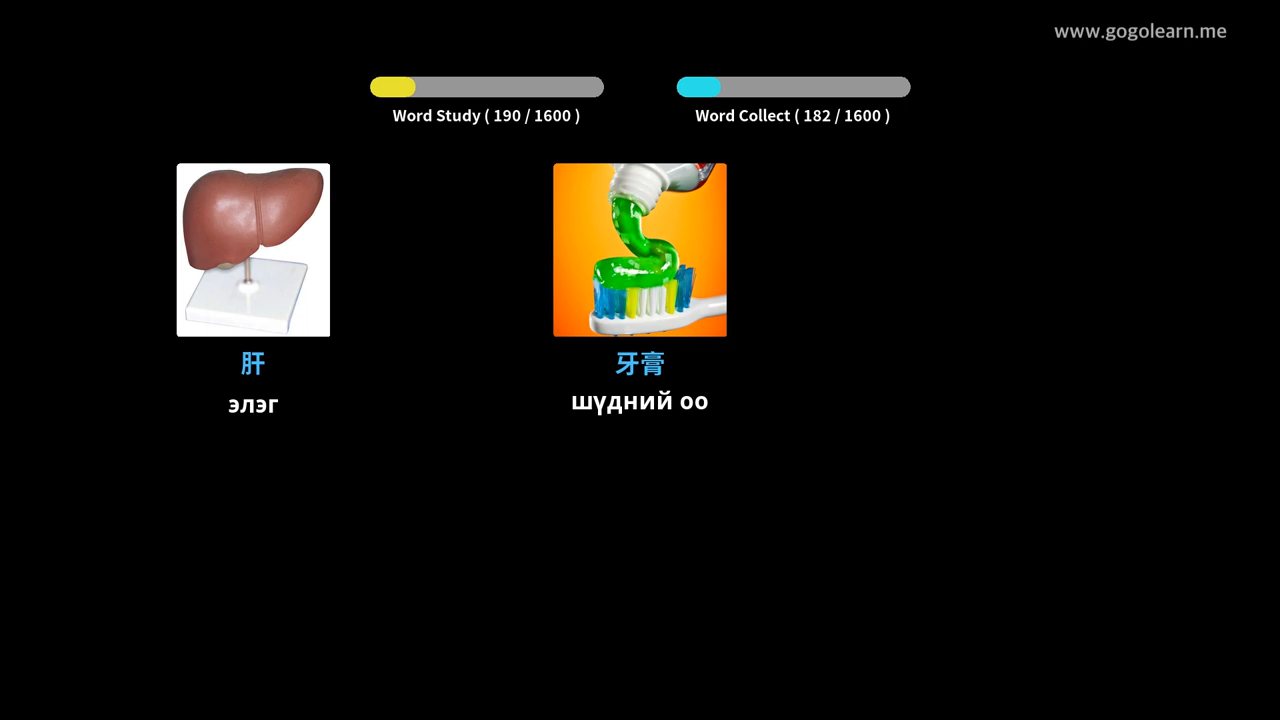 www.gogolearn.me
Word Study ( 190 / 1600 )
Word Collect ( 182 / 1600 )
肝
牙膏
элэг
шүдний оо